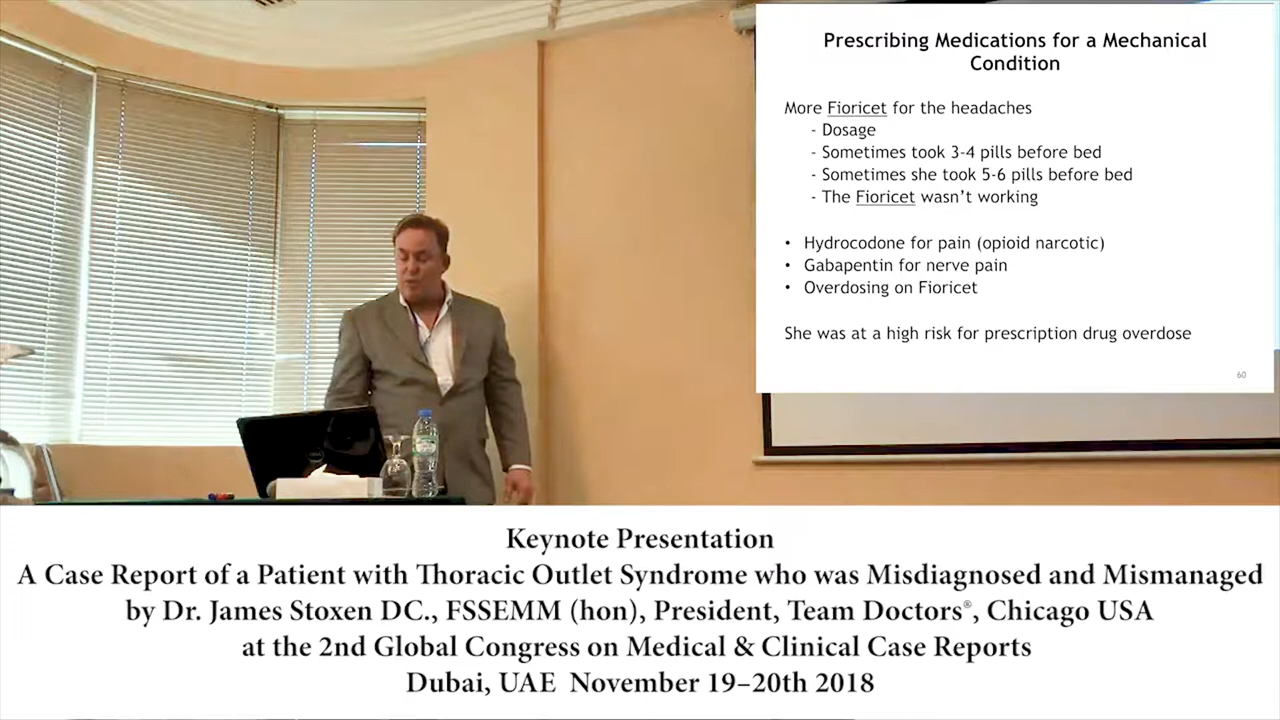 Prescribing Medications for a Mechanical
Condition
More Fioricet for the headaches
- Dosage
- Sometimes took 3-4 pills before bed
- Sometimes she took 5-6 pills before bed
- The Fioricet wasn't working
• Hydrocodone for pain (opioid narcotic)
• Gabapentin for nerve pain
• Overdosing on Fioricet
She was at a high risk for prescription drug overdose
60
Keynote Presentation
A Case Report of a Patient with Thoracic Outlet Syndrome who was Misdiagnosed and Mismanaged
by Dr. James Stoxen DC., FSSEMM (hon), President, Team Doctors®, Chicago USA
at the 2nd Global Congress on Medical & Clinical Case Reports
Dubai, UAE November 19–20th 2018